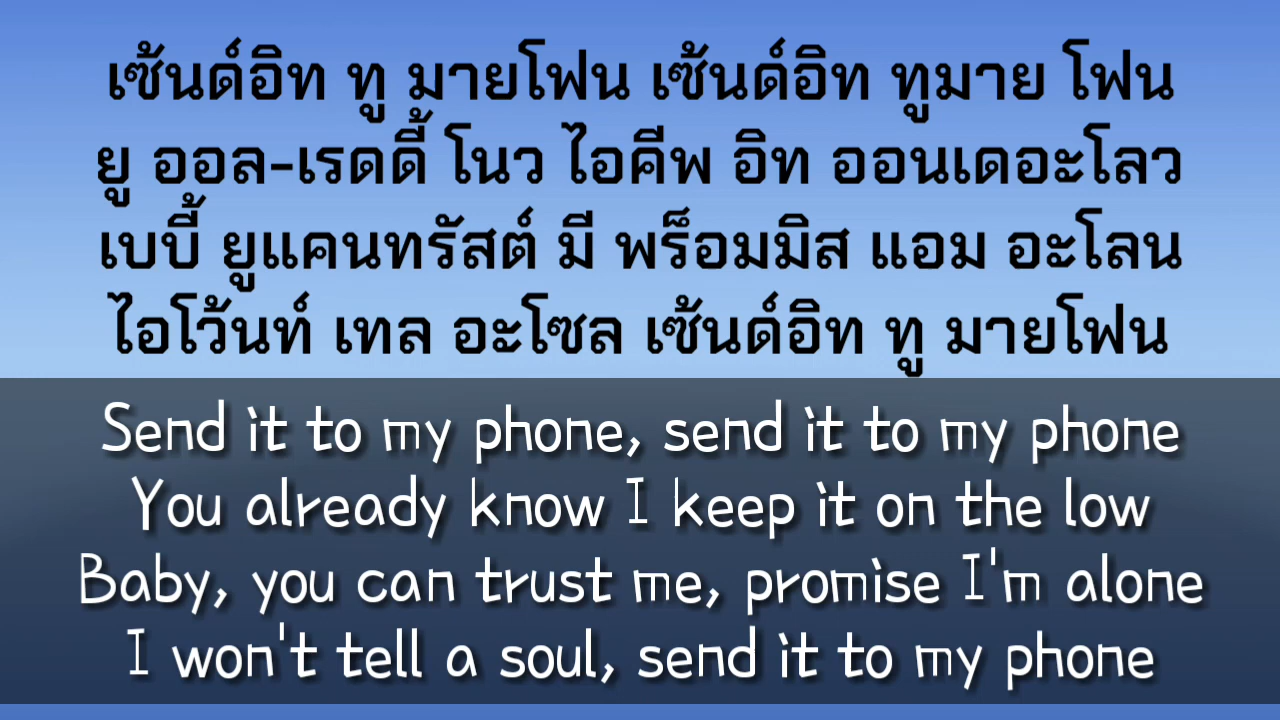 เซ้นด์อิท ทู มายโฟน เซ้นด์อิท ทูมาย โฟน
ยู ออล-เรดดี้ โนว ไอคีพ อิท ออนเดอะโลว
เบบี้ ยูแคนทรัสต์ มี พร็อมมิส แอม อะโลน
ไอโว้นท์ เทล อะโซล เซ้นด์อิท ทู มายโฟน
Send it to my phone, send it to my phone
You already know I keep it on the low
Baby, you can trust me, promise I'm alone
I won't tell a soul, send it to my phone